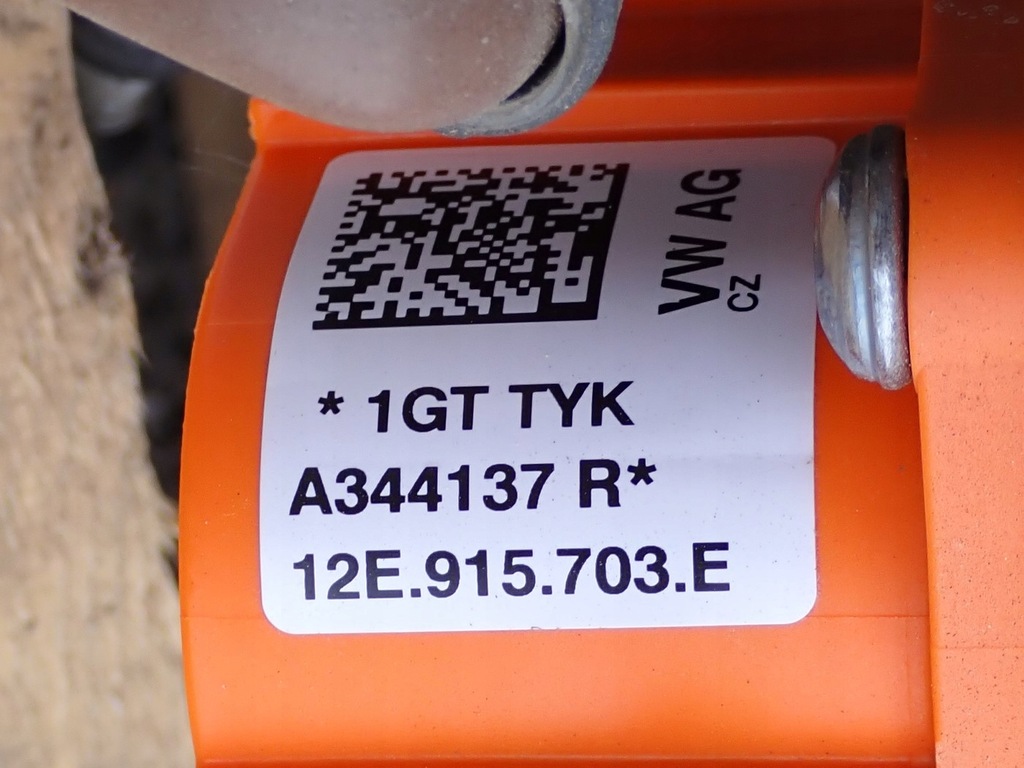 VW AG
CZ
* 1GT TYK
A344137 R*
12E.915.703.E